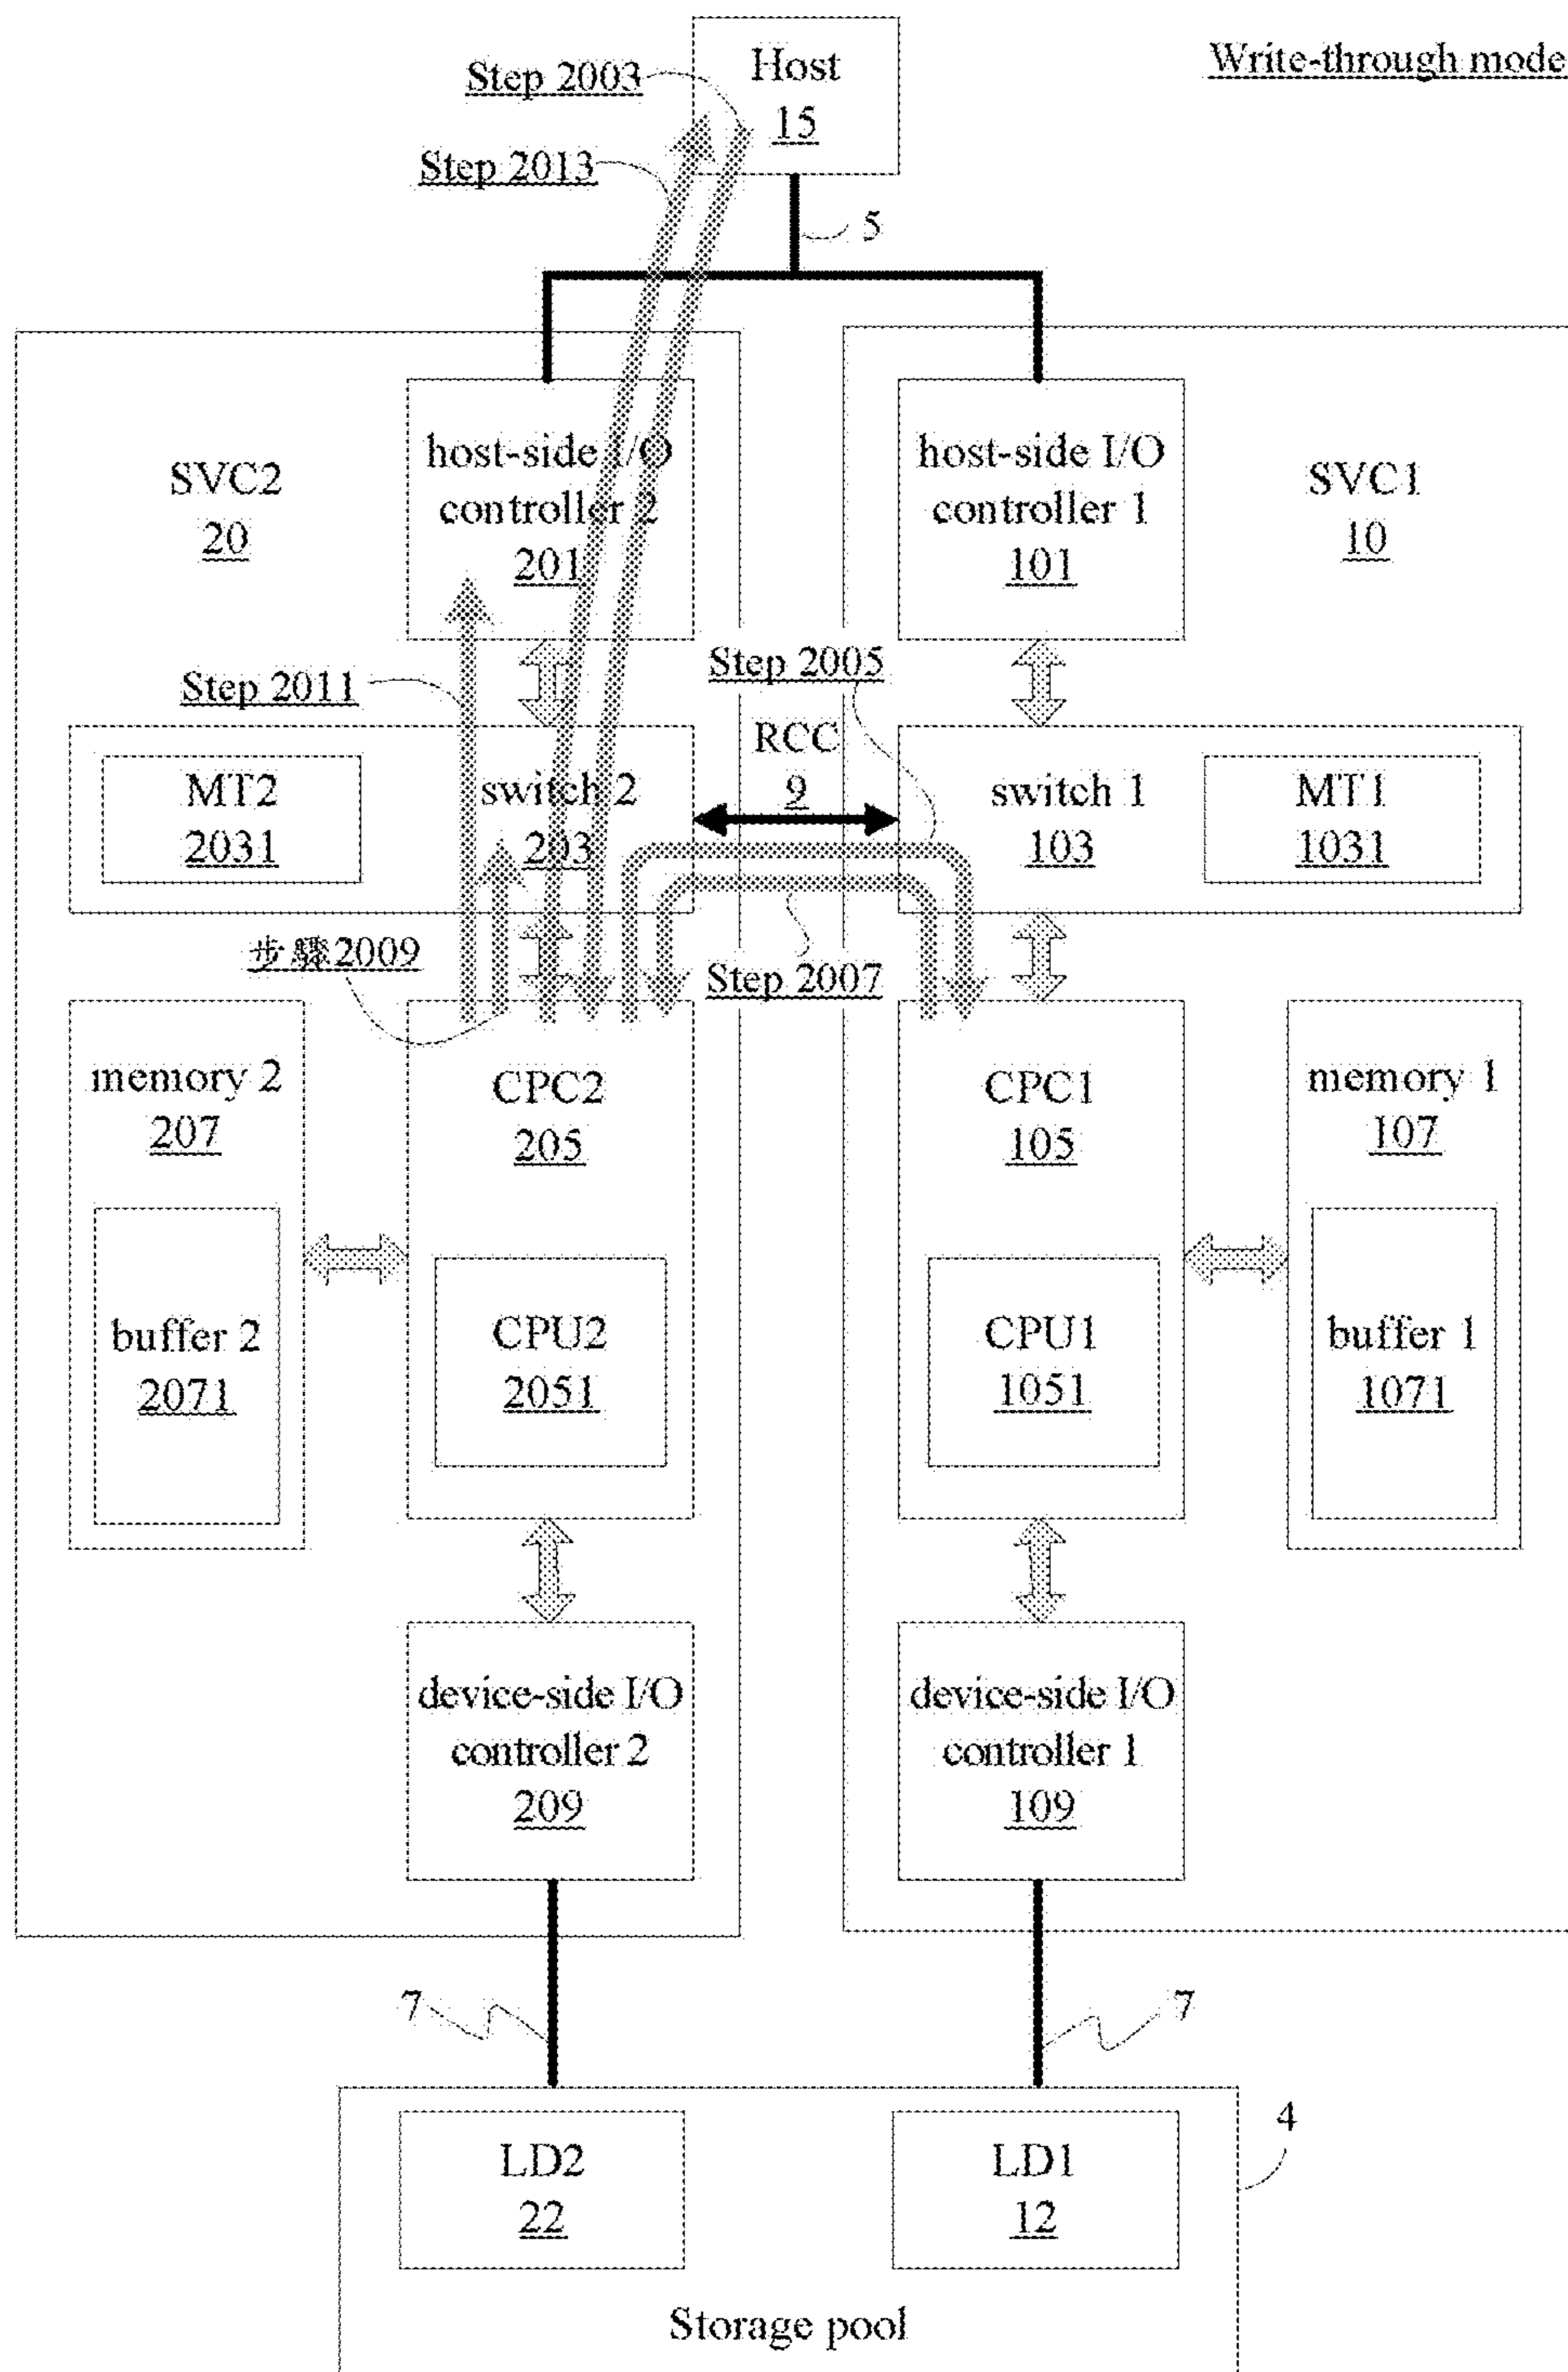 Write-through mode
Host
15
Step 2003
Step 2013
5
SVC2
20
host-side I/O
controller 2
201
host-side I/O
controller 1
101
SVC1
10
Step 2011
Step 2005
MT2
2031
switch 2
203
RCC
9
switch 1
103
MT1
1031
步驟2009
Step 2007
memory 2
207
buffer 2
2071
CPC2
205
CPU2
2051
CPC1
105
CPU1
1051
memory 1
107
buffer 1
1071
device-side I/O
controller 2
209
device-side I/O
controller 1
109
7
7
LD2
22
LD1
12
4
Storage pool